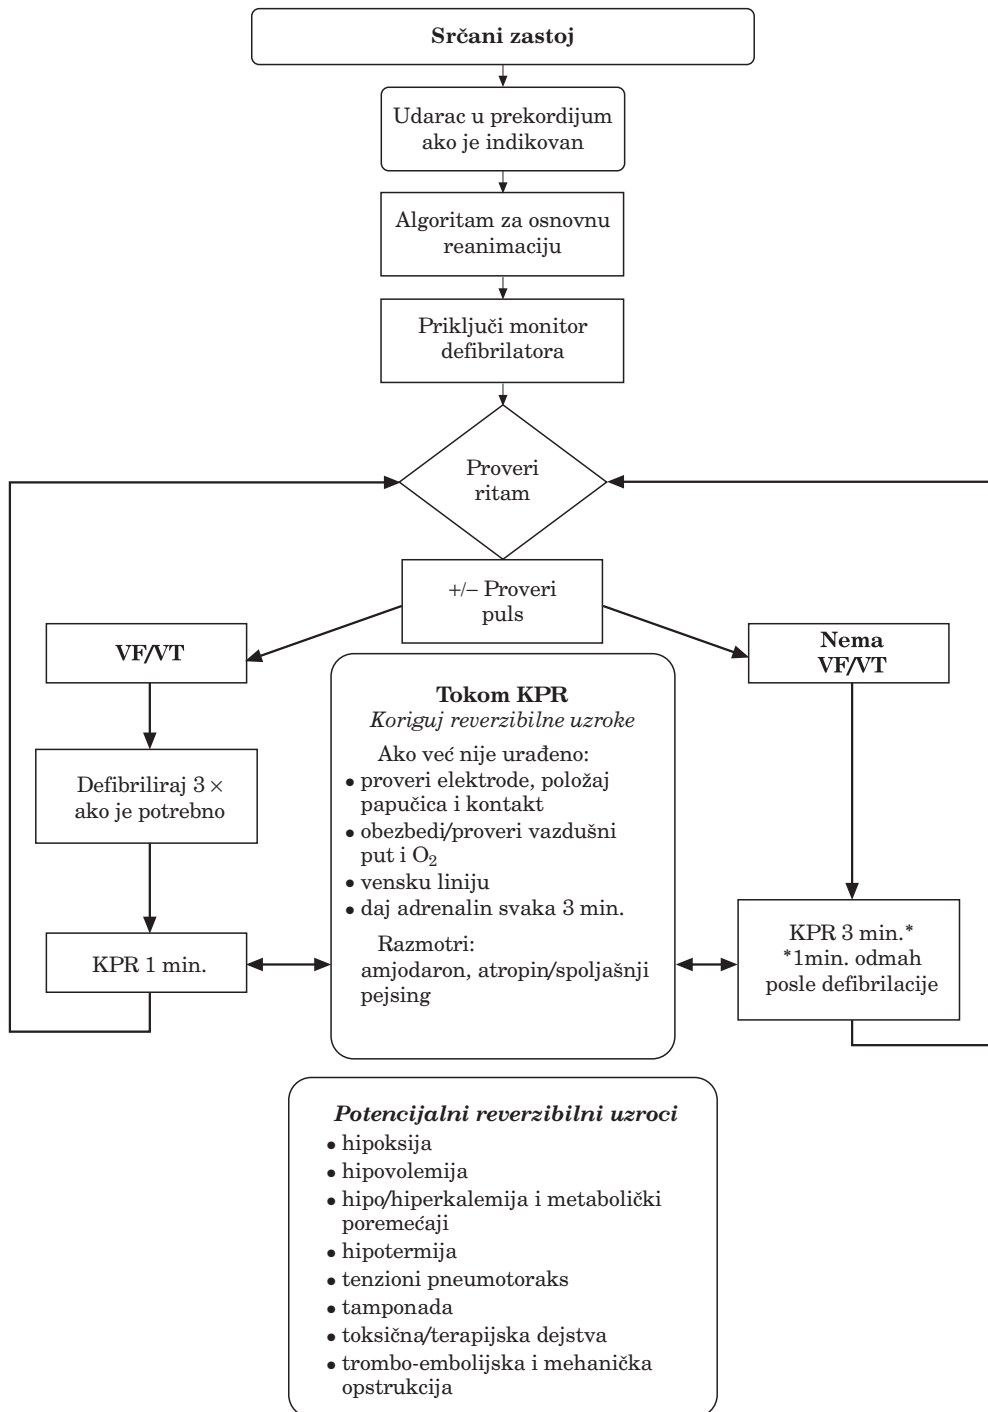 Srčani zastoj
Udarac u prekordijum
ako je indikovan
Algoritam za osnovnu
reanimaciju
Priključi monitor
defibrilatora
Proveri
ritam
+/– Proveri
puls
VF/VT
Nema
VF/VT
Defibriliraj 3 ×
ako je potrebno
KPR 1 min.
Tokom KPR
Koriguj reverzibilne uzroke
Ako već nije urađeno:
• proveri elektrode, položaj
papučica i kontakt
• obezbedi/proveri vazdušni
put i O₂
• vensku liniju
• daj adrenalin svaka 3 min.
Razmotri:
amjodaron, atropin/spoljašnji
pejsing
KPR 3 min.*
*1min. odmah
posle defibrilacije
Potencijalni reverzibilni uzroci
• hipoksija
• hipovolemija
• hipo/hiperkalemija i metabolički
poremećaji
• hipotermija
• tenzioni pneumotoraks
• tamponada
• toksična/terapijska dejstva
• trombo-embolijska i mehanička
opstrukcija